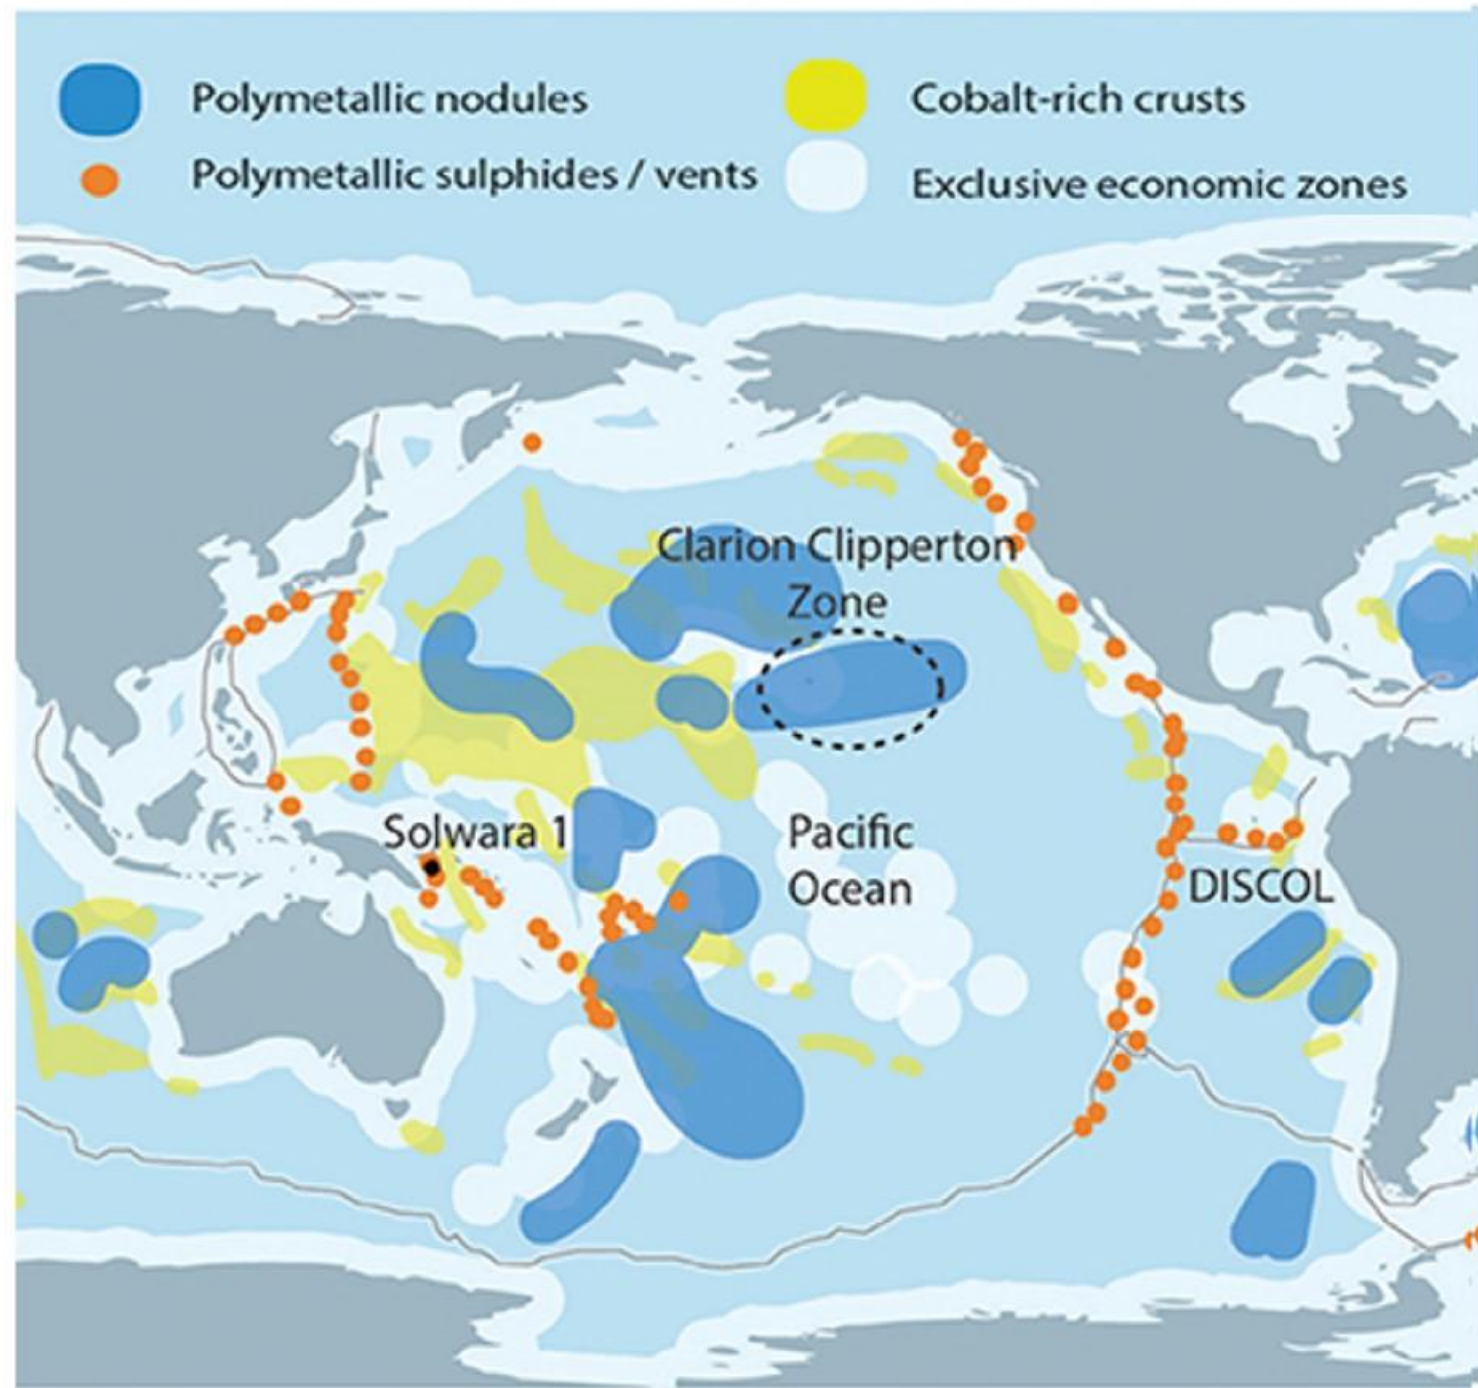 Polymetallic nodules
Cobalt-rich crusts
Polymetallic sulphides / vents
Exclusive economic zones
Clarion Clipperton
Zone
Solwara 1
Pacific
Ocean
DISCOL